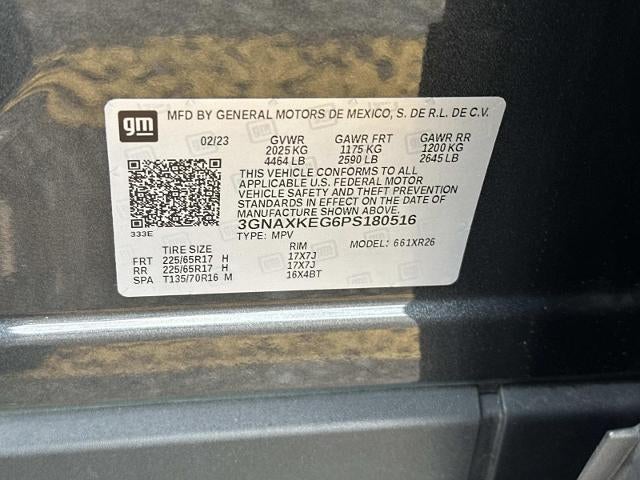 gm
MFD BY GENERAL MOTORS DE MEXICO, S. DE R.L. DE C.V.
02/23 GVWR GAWR FRT GAWR RR
2025 KG 1175 KG 1200 KG
4464 LB 2590 LB 2645 LB
THIS VEHICLE CONFORMS TO ALL
APPLICABLE U.S. FEDERAL MOTOR
VEHICLE SAFETY AND THEFT PREVENTION
STANDARDS IN EFFECT ON THE DATE OF
MANUFACTURE SHOWN ABOVE.
3GNAXKEG6PS180516
333E TYPE: MPV MODEL: 661XR26
TIRE SIZE RIM
FRT 225/65R17 H 17X7J
RR 225/65R17 H 17X7J
SPA T135/70R16 M 16X4BT